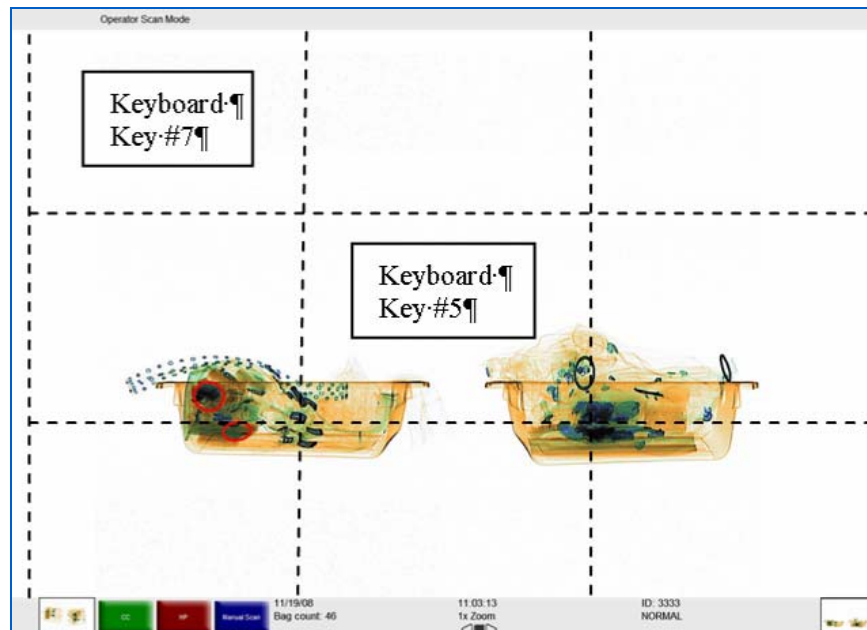 Operator Scan Mode
Keyboard·¶
Key·#7¶
Keyboard·¶
Key·#5¶
CC
HP
Manual Scan
11/19/08
Bag count: 46
11:03:13
1x Zoom
ID: 3333
NORMAL